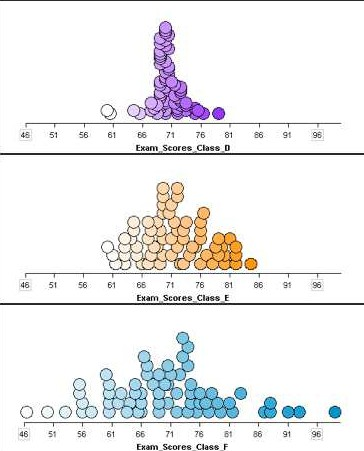 46 51 56 61 66 71 76 81 86 91 96
Exam_Scores_Class_D
46 51 56 61 66 71 76 81 86 91 96
Exam_Scores_Class_E
46 51 56 61 66 71 76 81 86 91 96
Exam_Scores_Class_F